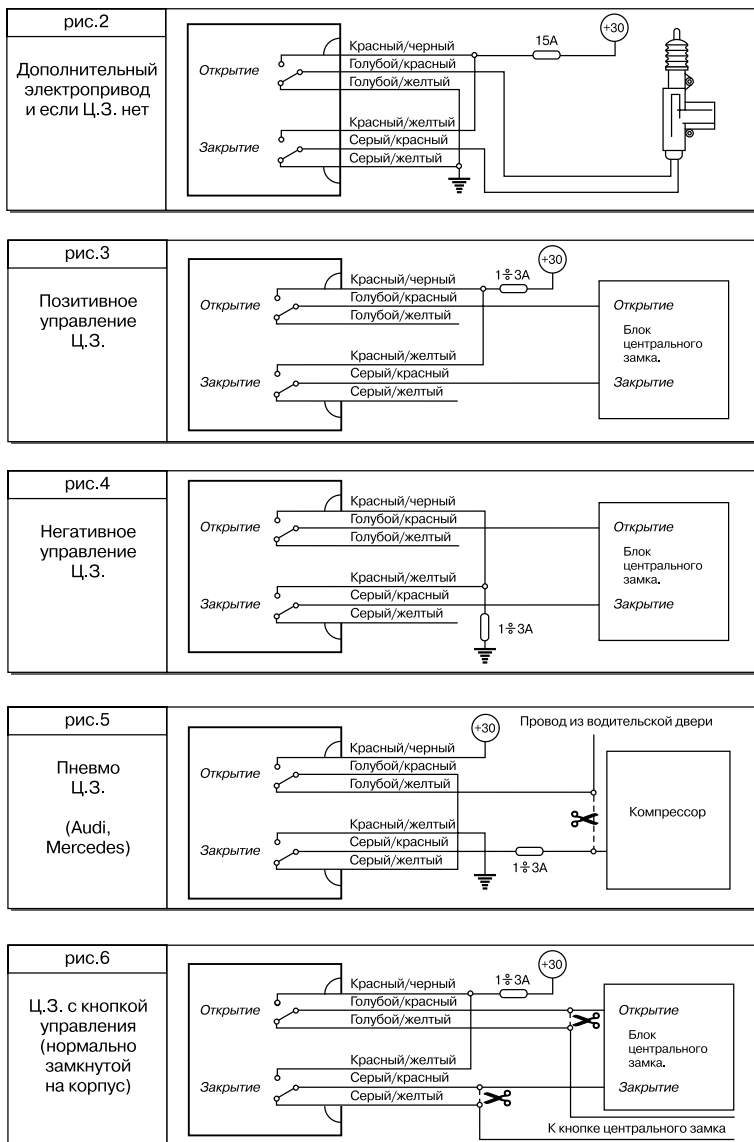 рис.2
Дополнительный
электропривод
и если Ц.З. нет
Открытие
Закрытие
Красный/черный
Голубой/красный
Голубой/желтый
Красный/желтый
Серый/красный
Серый/желтый
15А
+30
рис.3
Позитивное
управление
Ц.З.
Открытие
Закрытие
Красный/черный
Голубой/красный
Голубой/желтый
Красный/желтый
Серый/красный
Серый/желтый
1÷3А
+30
Открытие
Блок
центрального
замка.
Закрытие
рис.4
Негативное
управление
Ц.З.
Открытие
Закрытие
Красный/черный
Голубой/красный
Голубой/желтый
Красный/желтый
Серый/красный
Серый/желтый
1÷3А
Открытие
Блок
центрального
замка.
Закрытие
рис.5
Пневмо
Ц.З.
(Audi,
Mercedes)
Открытие
Закрытие
Красный/черный
Голубой/красный
Голубой/желтый
Красный/желтый
Серый/красный
Серый/желтый
+30
1÷3А
Провод из водительской двери
Компрессор
рис.6
Ц.З. с кнопкой
управления
(нормально
замкнутой
на корпус)
Открытие
Закрытие
Красный/черный
Голубой/красный
Голубой/желтый
Красный/желтый
Серый/красный
Серый/желтый
1÷3А
+30
Открытие
Блок
центрального
замка.
Закрытие
К кнопке центрального замка